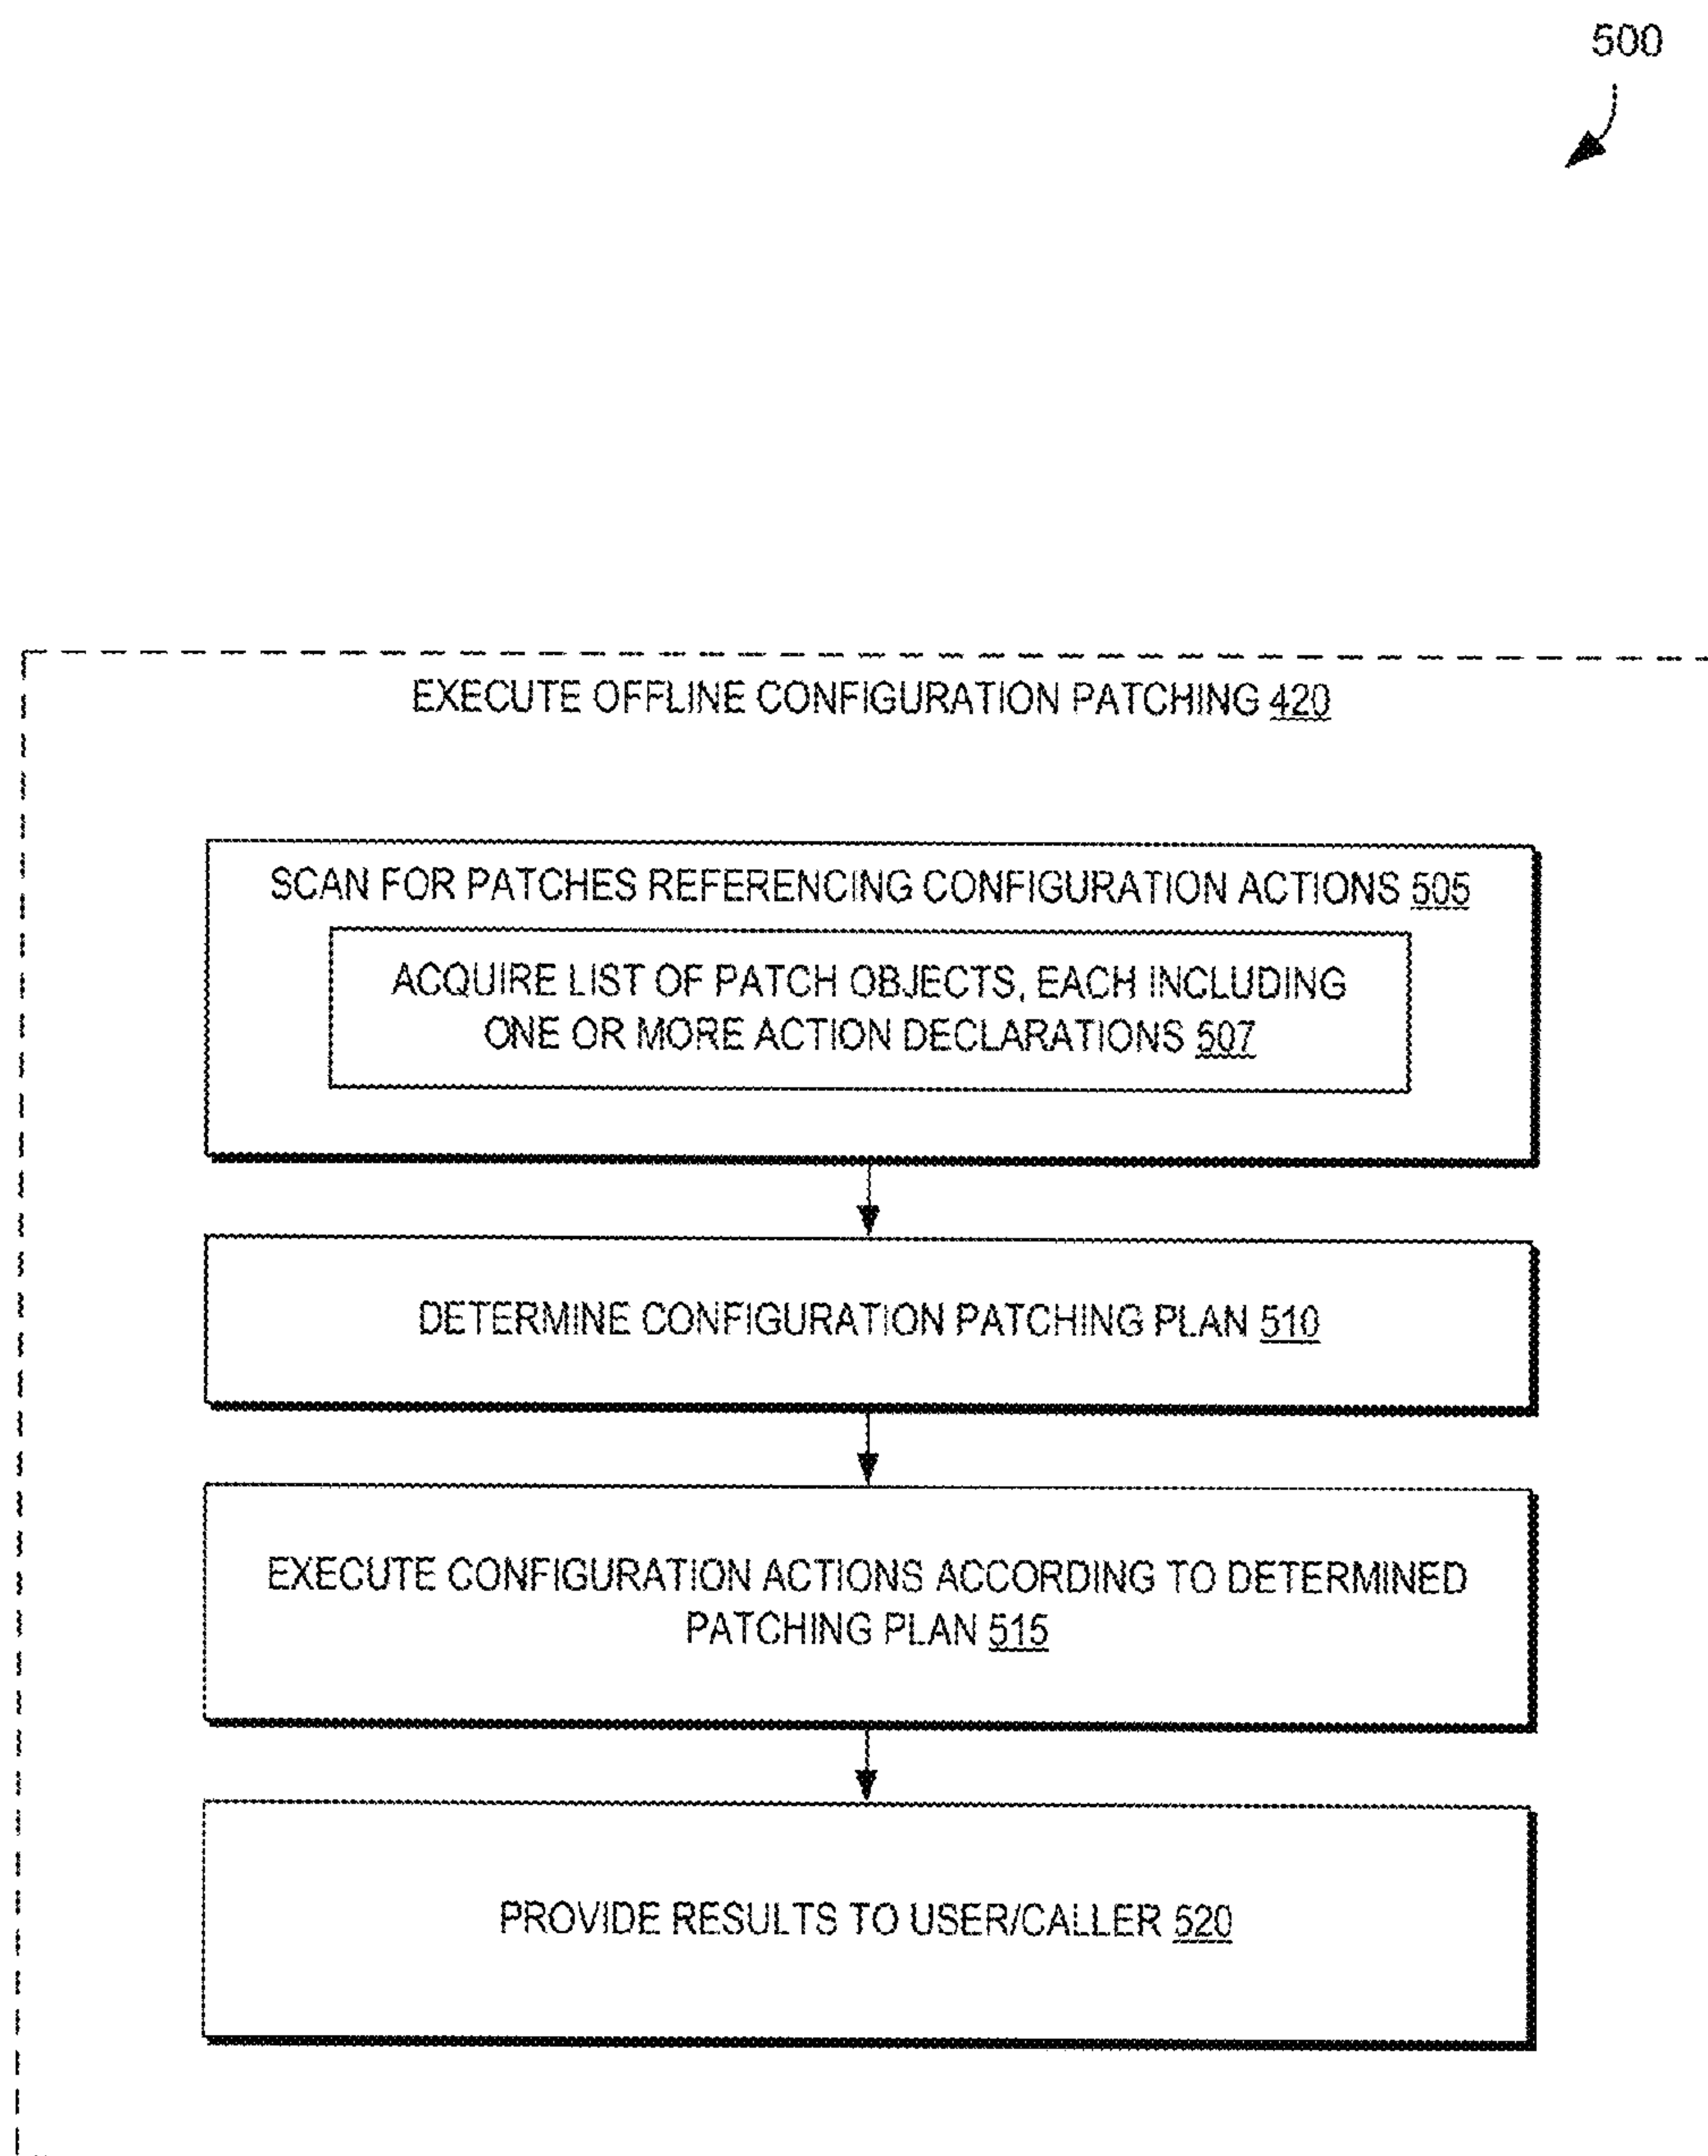 500
EXECUTE OFFLINE CONFIGURATION PATCHING 420
SCAN FOR PATCHES REFERENCING CONFIGURATION ACTIONS 505
ACQUIRE LIST OF PATCH OBJECTS, EACH INCLUDING
ONE OR MORE ACTION DECLARATIONS 507
DETERMINE CONFIGURATION PATCHING PLAN 510
EXECUTE CONFIGURATION ACTIONS ACCORDING TO DETERMINED
PATCHING PLAN 515
PROVIDE RESULTS TO USER/CALLER 520